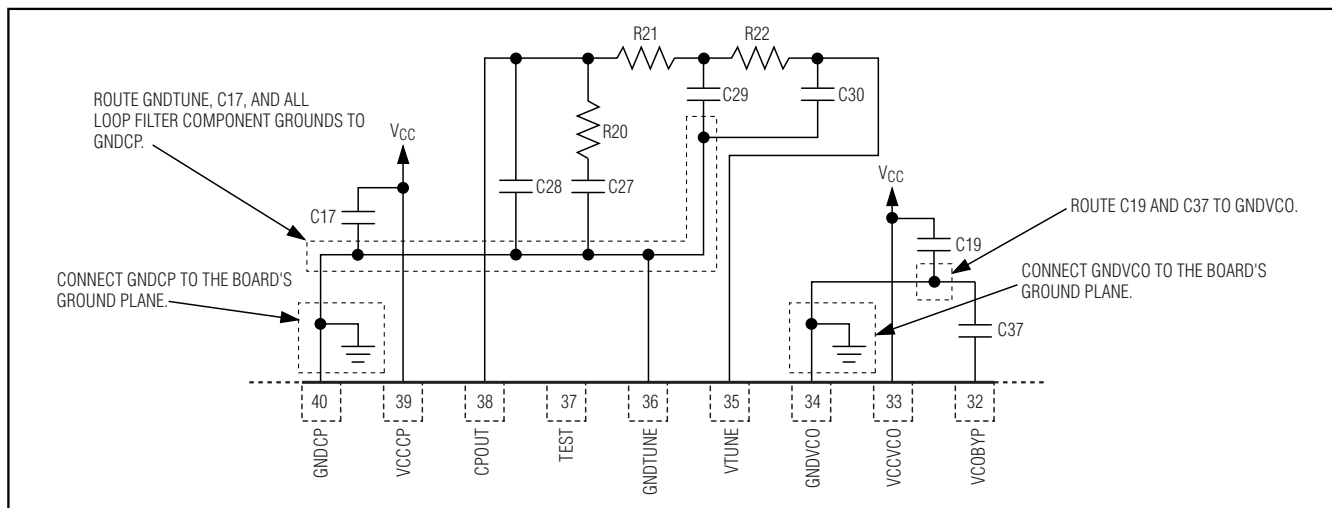 R21
R22
ROUTE GNDTUNE, C17, AND ALL
LOOP FILTER COMPONENT GROUNDS TO
GNDCP.
C29
C30
VCC
R20
C28
C27
C17
VCC
ROUTE C19 AND C37 TO GNDVCO.
C19
CONNECT GNDCP TO THE BOARD'S
GROUND PLANE.
CONNECT GNDVCO TO THE BOARD'S
GROUND PLANE.
C37
40
39
38
37
36
35
34
33
32
GNDCP
VCCCP
CPOUT
TEST
GNDTUNE
VTUNE
GNDVCO
VCCVCO
VCOBYP